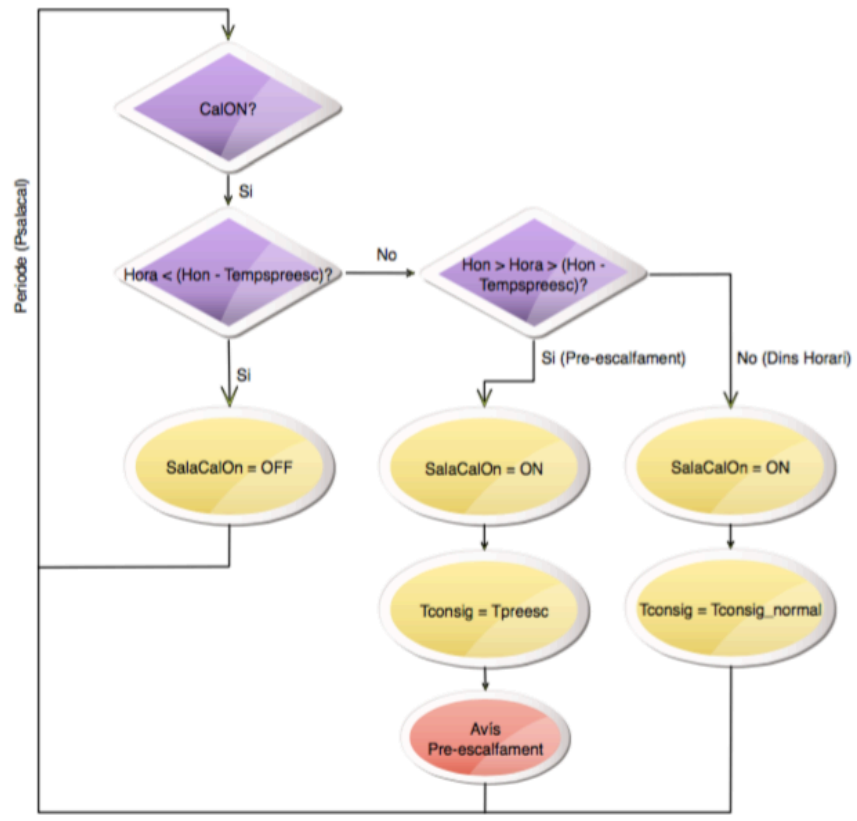 CalON?
Si
Periode (Psalacal)
Hora < (Hon - Tempspreesc)?
No
Hon > Hora > (Hon -
Tempspreesc)?
Si
Si (Pre-escalfament)
No (Dins Horari)
SalaCalOn = OFF
SalaCalOn = ON
SalaCalOn = ON
Tconsig = Tpreesc
Tconsig = Tconsig_normal
Avís
Pre-escalfament